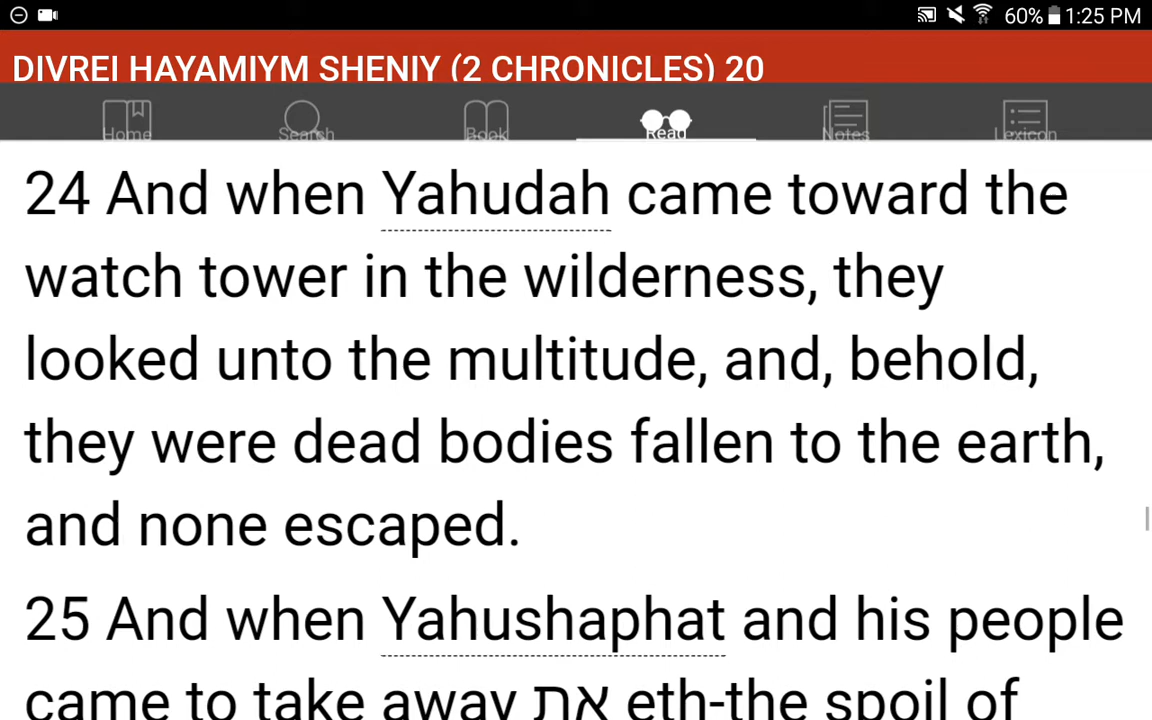 60% 1:25 PM
DIVREI HAYAMIYM SHENIY (2 CHRONICLES) 20
Home Search Book Read Notes Lexicon
24 And when Yahudah came toward the
watch tower in the wilderness, they
looked unto the multitude, and, behold,
they were dead bodies fallen to the earth,
and none escaped.
25 And when Yahushaphat and his people
came to take away את eth-the spoil of